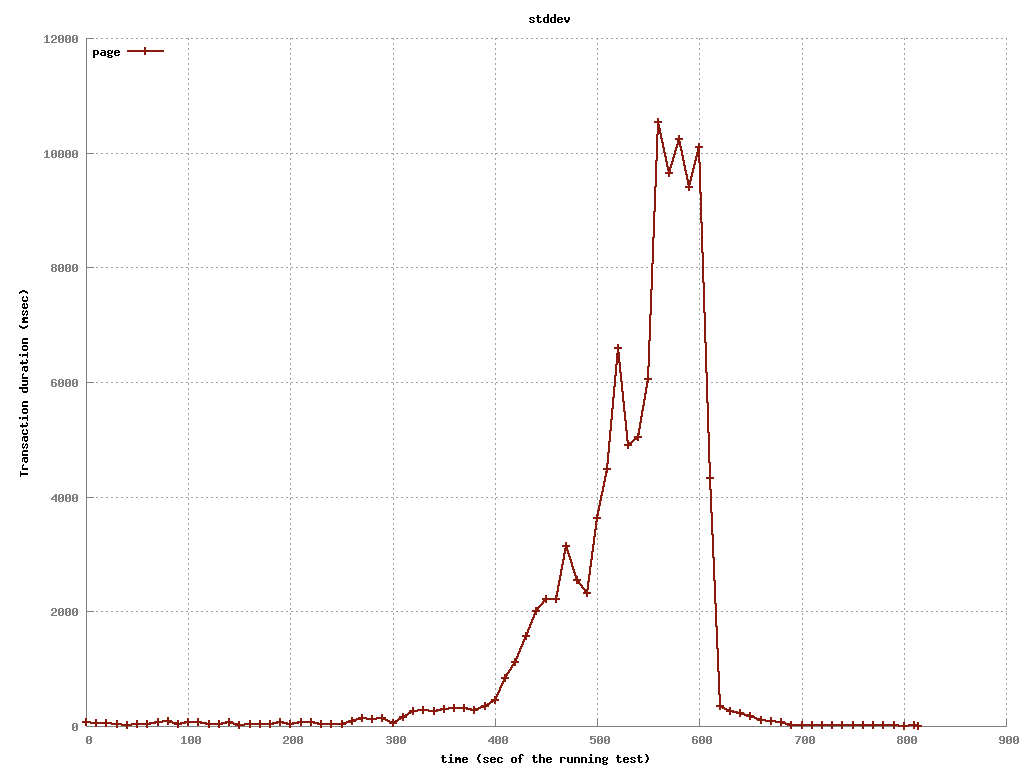 stddev
page
12000
10000
8000
6000
4000
2000
0
Transaction duration (msec)
0 100 200 300 400 500 600 700 800 900
time (sec of the running test)